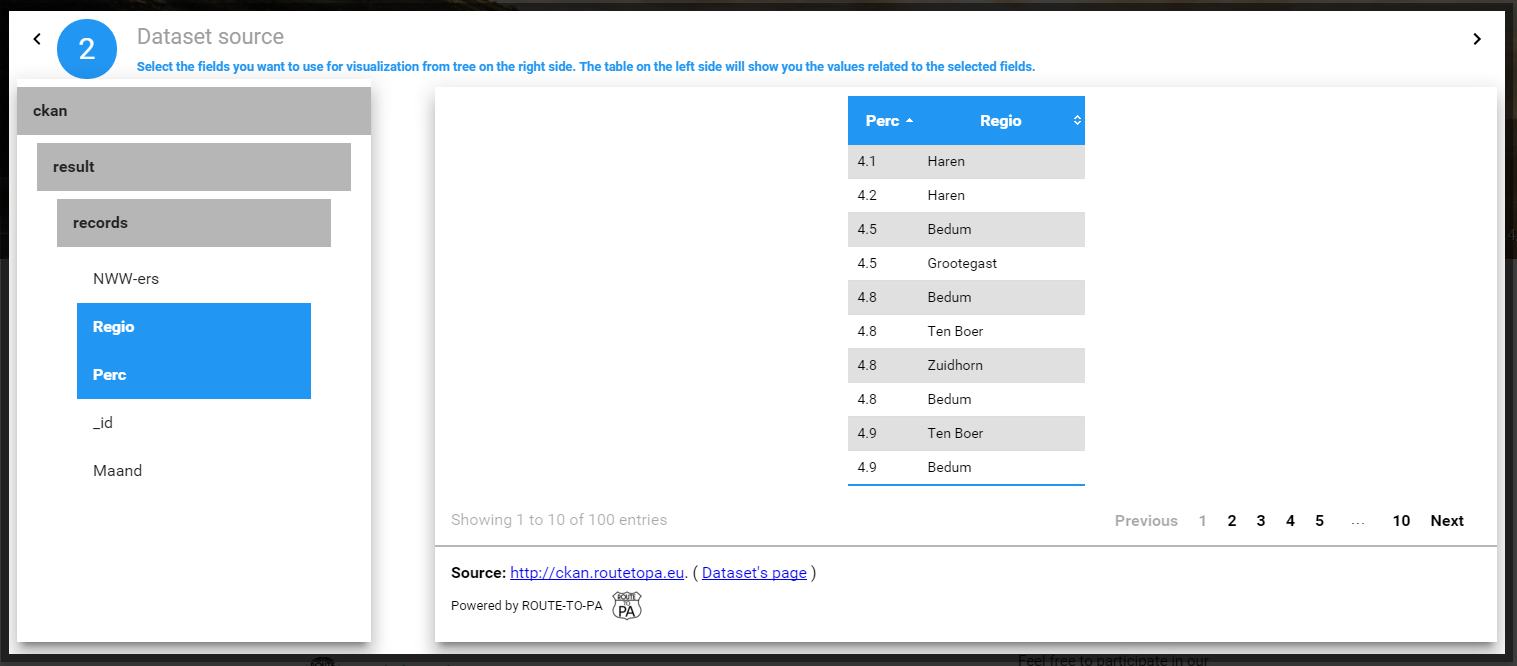 2
Dataset source
Select the fields you want to use for visualization from tree on the right side. The table on the left side will show you the values related to the selected fields.
ckan
result
records
NWW-ers
Regio
Perc
_id
Maand
Perc Regio
4.1 Haren
4.2 Haren
4.5 Bedum
4.5 Grootegast
4.8 Bedum
4.8 Ten Boer
4.8 Zuidhorn
4.8 Bedum
4.9 Ten Boer
4.9 Bedum
Showing 1 to 10 of 100 entries
Previous 1 2 3 4 5 ... 10 Next
Source: http://ckan.routetopa.eu. ( Dataset's page )
Powered by ROUTE-TO-PA ROUTE TO PA
Feel free to participate in our